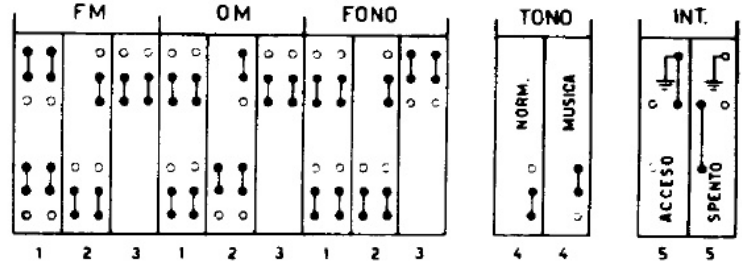 FM OM FONO TONO INT.
NORM. MUSICA ACCESO SPENTO
1 2 3 1 2 3 1 2 3 4 4 5 5